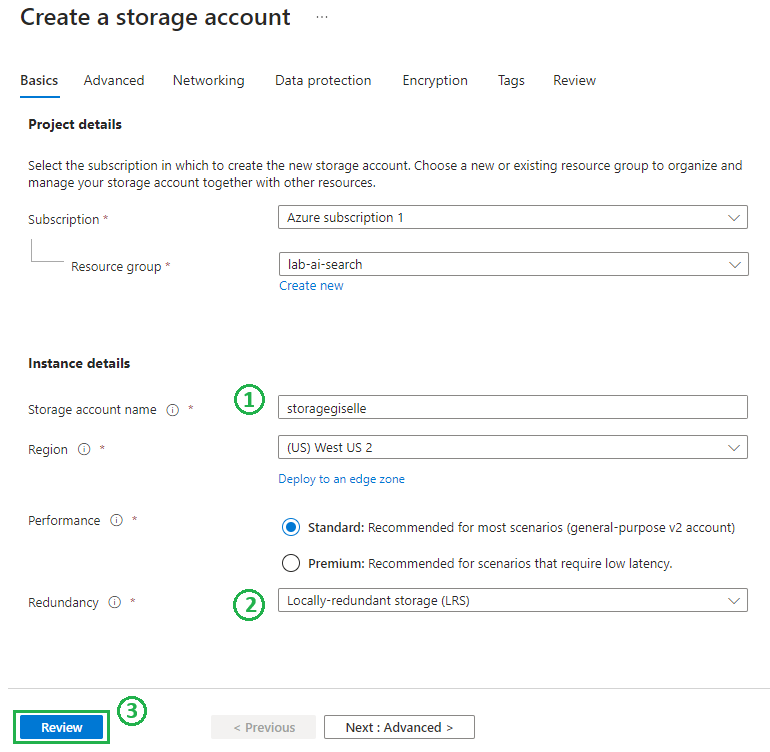 Create a storage account ...
Basics Advanced Networking Data protection Encryption Tags Review
Project details
Select the subscription in which to create the new storage account. Choose a new or existing resource group to organize and
manage your storage account together with other resources.
Subscription * Azure subscription 1
Resource group * lab-ai-search
Create new
Instance details
Storage account name * 1 storagegiselle
Region * (US) West US 2
Deploy to an edge zone
Performance * Standard: Recommended for most scenarios (general-purpose v2 account)
Premium: Recommended for scenarios that require low latency.
Redundancy * 2 Locally-redundant storage (LRS)
Review 3 < Previous Next : Advanced >